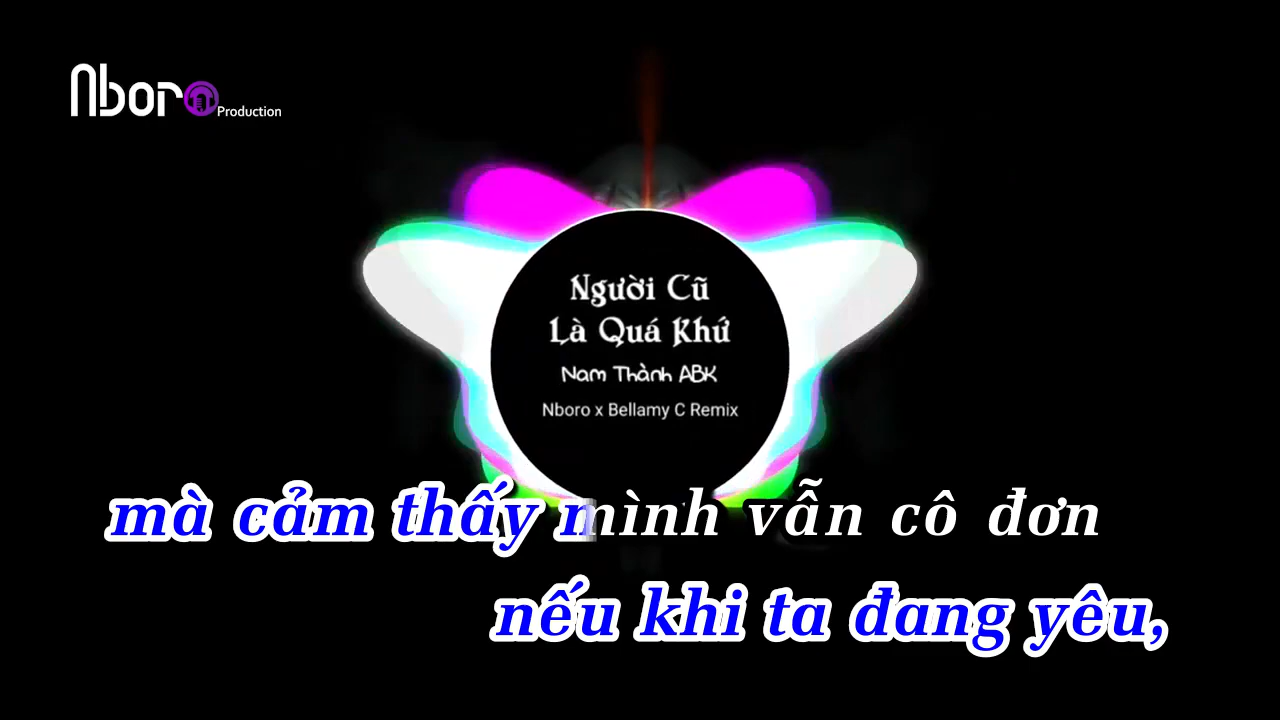 Nboro Production
Người Cũ
Là Quá Khứ
Nam Thành ABK
Nboro x Bellamy C Remix
mà cảm thấy mình vẫn cô đơn
nếu khi ta đang yêu,